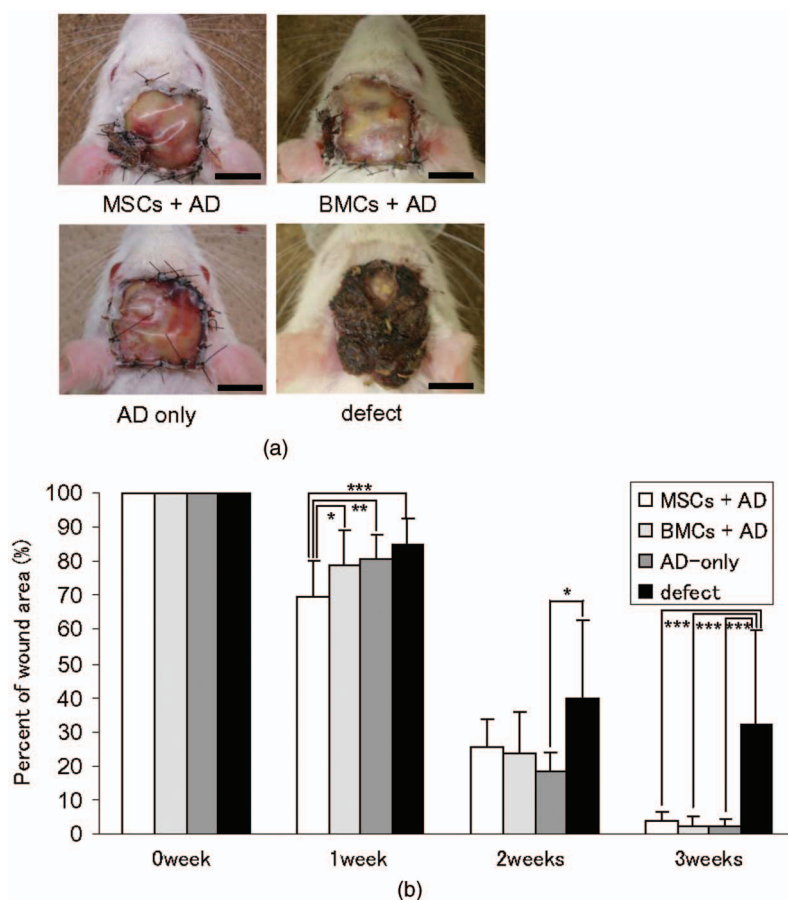 MSCs + AD
BMCs + AD
AD only
defect
(a)
Percent of wound area (%)
100
90
80
70
60
50
40
30
20
10
0
0week
1week
2weeks
3weeks
***
*
**
*
*** *** ***
MSCs + AD
BMCs + AD
AD-only
defect
(b)